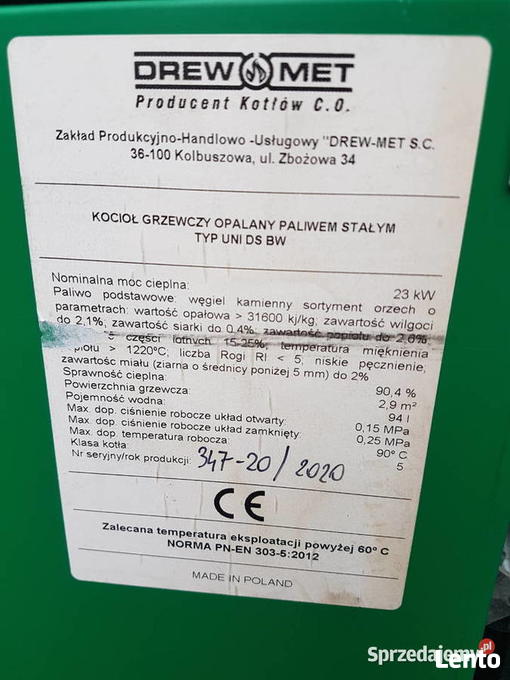 DREW MET
Producent Kotłów C.O.
Zakład Produkcyjno-Handlowo -Usługowy "DREW-MET S.C.
36-100 Kolbuszowa, ul. Zbożowa 34
KOCIOŁ GRZEWCZY OPALANY PALIWEM STAŁYM
TYP UNI DS BW
Nominalna moc cieplna: 23 kW
Paliwo podstawowe: węgiel kamienny sortyment orzech o
parametrach: wartość opałowa > 31600 kj/kg; zawartość wilgoci
do 2,1%; zawartość siarki do 0,4%; zawartość popiołu do 2,6%;
części lotnych 15-25%; temperatura mięknienia
> 1220°C, liczba Rogi RI < 5, niskie pęcznienie,
zawartośc miału (ziarna o średnicy poniżej 5 mm) do 2%
Sprawność cieplna: 90,4 %
Powierzchnia grzewcza: 2,9 m²
Pojemność wodna: 94 l
Max. dop. ciśnienie robocze układ otwarty: 0,15 MPa
Max. dop. ciśnienie robocze układ zamknięty: 0,25 MPa
Max. dop. temperatura robocza: 90° C
Klasa kotła: 5
Nr seryjny/rok produkcji: 347-20/2020
CE
Zalecana temperatura eksploatacji powyżej 60° C
NORMA PN-EN 303-5:2012
MADE IN POLAND
Sprzedajemy.pl
Lento